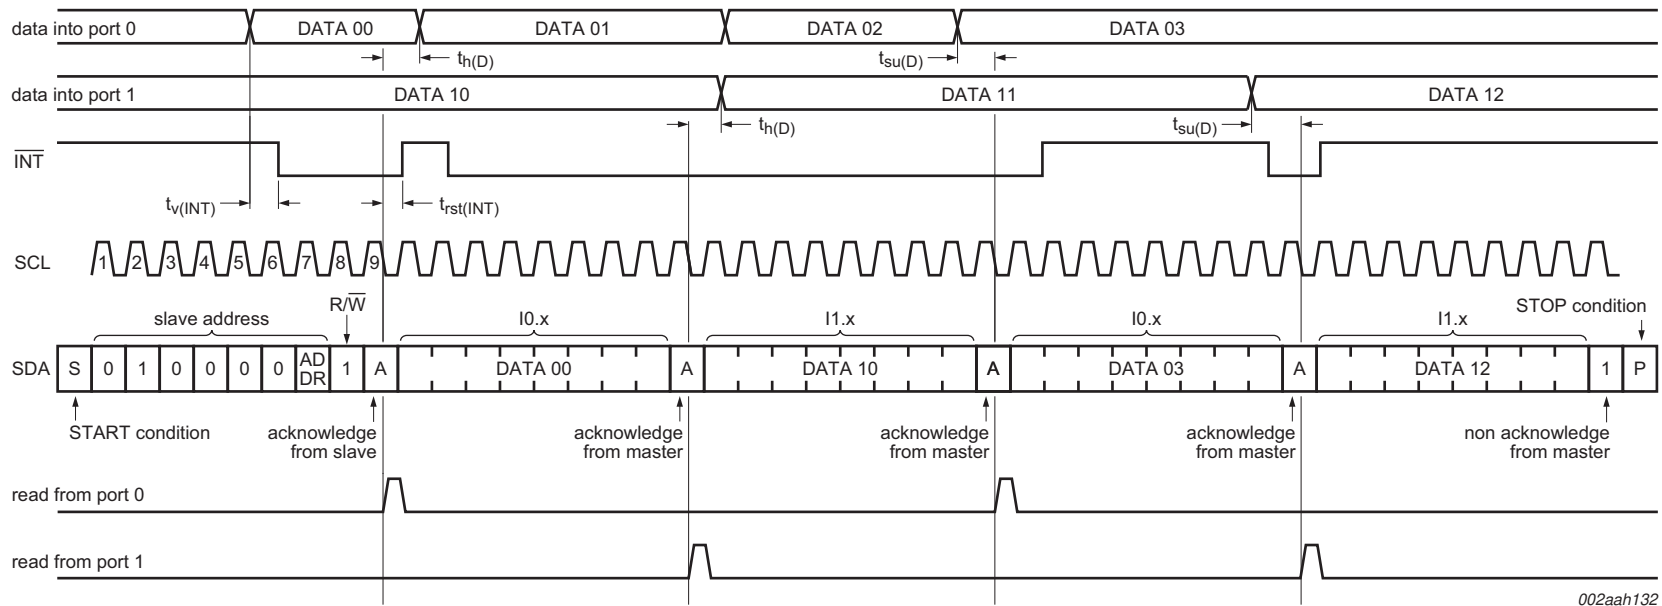 data into port 0 DATA 00 DATA 01 DATA 02 DATA 03
th(D) tsu(D)
data into port 1 DATA 10 DATA 11 DATA 12
th(D) tsu(D)
INT
tv(INT) trst(INT)
SCL 1 2 3 4 5 6 7 8 9
R/W STOP condition
slave address I0.x I1.x I0.x I1.x
SDA S 0 1 0 0 0 0 AD DR 1 A DATA 00 A DATA 10 A DATA 03 A DATA 12 1 P
START condition acknowledge acknowledge acknowledge acknowledge non acknowledge
from slave from master from master from master from master
read from port 0
read from port 1
002aah132